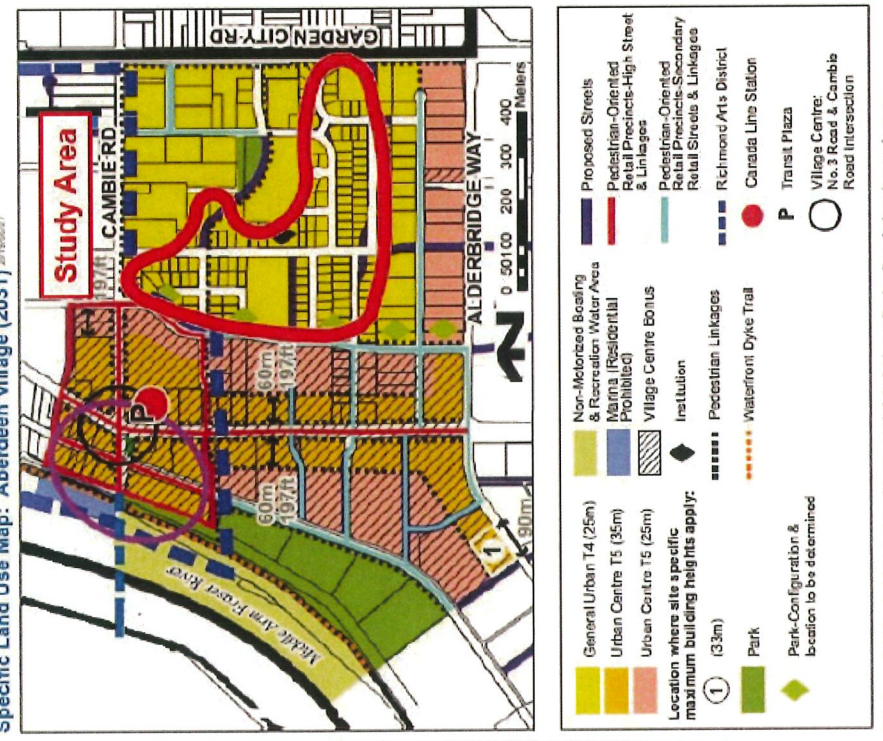 Specific Land Use Map: Aberdeen Village (2031)
Study Area
CAMBIE RD
GARDEN CITY RD
ALDERBRIDGE WAY
197ft
60m
197ft
60m
197ft
90m
P
1
Middle Arm Fraser River
0 50 100 200 300 400
Meters
General Urban T4 (25m)
Urban Centre T5 (35m)
Urban Centre T5 (25m)
Location where site specific
maximum building heights apply:
1 (33m)
Park
Park-Configuration &
location to be determined
Non-Motorized Boating
& Recreation Water Area
Marina (Residential
Prohibited)
Village Centre Bonus
Institution
Pedestrian Linkages
Waterfront Dyke Trail
Proposed Streets
Pedestrian-Oriented
Retail Precincts-High Street
& Linkages
Pedestrian-Oriented
Retail Precincts-Secondary
Retail Streets & Linkages
Richmond Arts District
Canada Line Station
P Transit Plaza
Village Centre:
No.3 Road & Cambie
Road Intersection